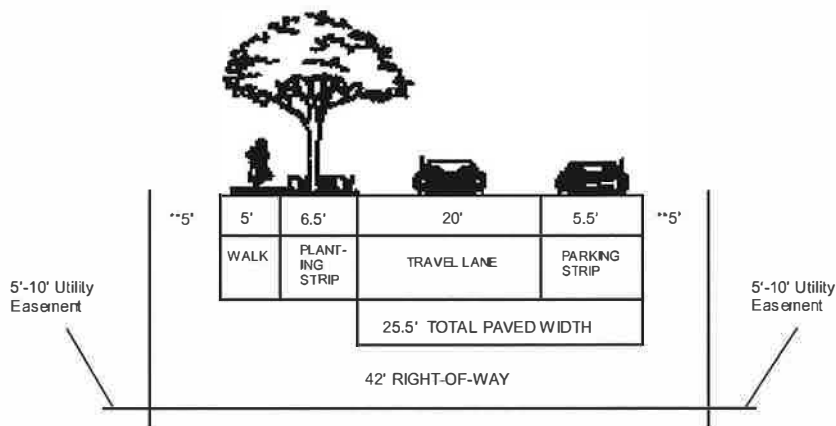 **5' 5' 6.5' 20' 5.5' **5'
WALK
PLANT-
ING
STRIP
TRAVEL LANE
PARKING
STRIP
5'-10' Utility
Easement
25.5' TOTAL PAVED WIDTH
5'-10' Utility
Easement
42' RIGHT-OF-WAY